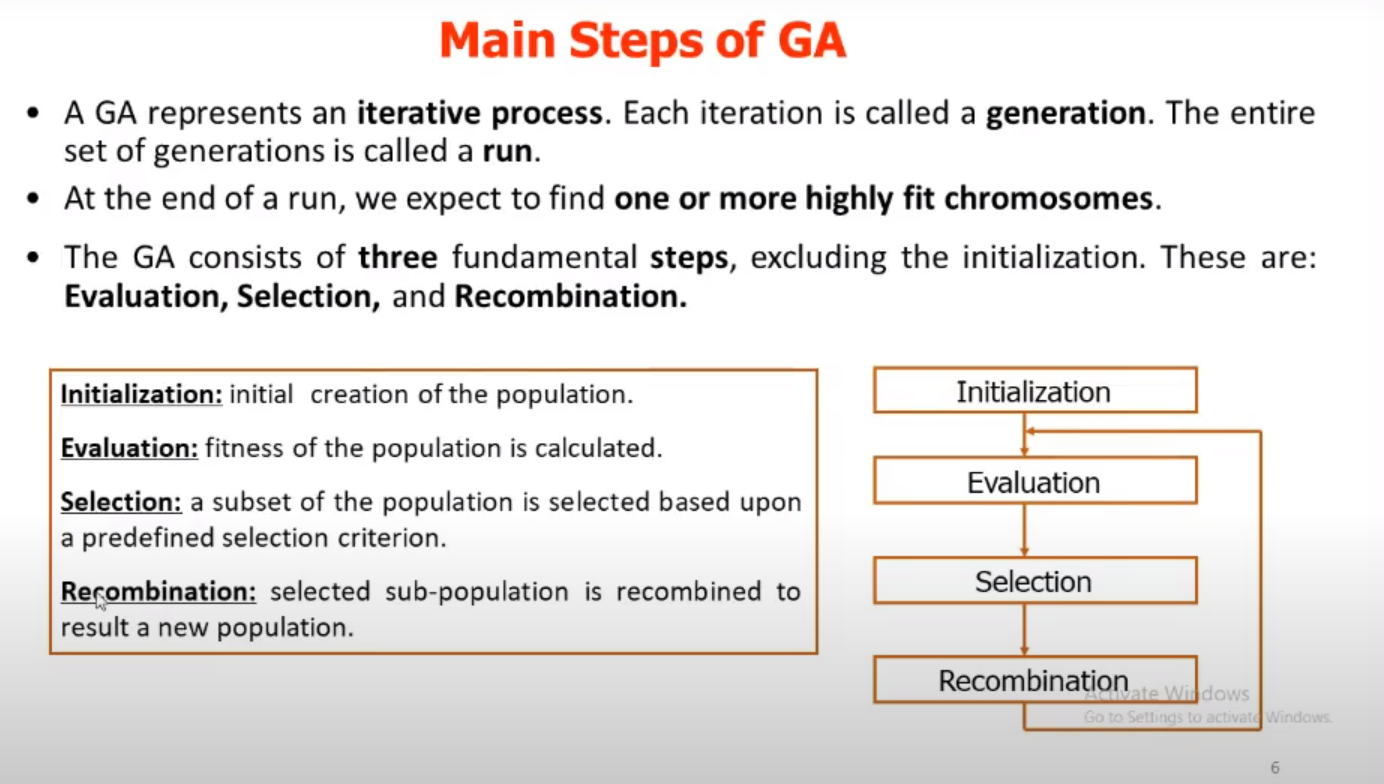 Main Steps of GA
• A GA represents an iterative process. Each iteration is called a generation. The entire
set of generations is called a run.
• At the end of a run, we expect to find one or more highly fit chromosomes.
• The GA consists of three fundamental steps, excluding the initialization. These are:
Evaluation, Selection, and Recombination.
Initialization: initial creation of the population.
Evaluation: fitness of the population is calculated.
Selection: a subset of the population is selected based upon
a predefined selection criterion.
Recombination: selected sub-population is recombined to
result a new population.
Initialization
Evaluation
Selection
Recombination
Activate Windows
Go to Settings to activate Windows.
6